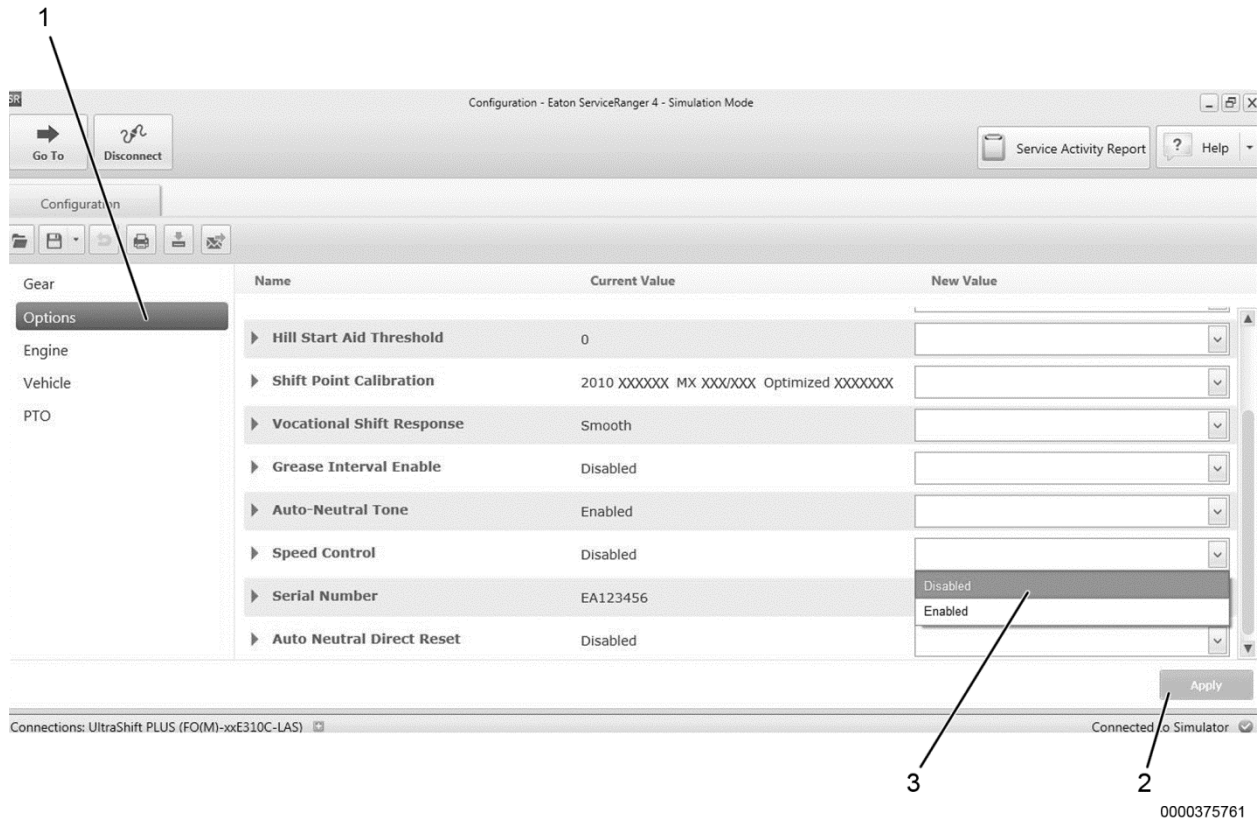 1
SR
Configuration - Eaton ServiceRanger 4 - Simulation Mode
Go To
Disconnect
Service Activity Report
? Help
Configuration
Name Current Value New Value
Gear
Options
Engine
Vehicle
PTO
Hill Start Aid Threshold 0
Shift Point Calibration 2010 XXXXXX MX XXX/XXX Optimized XXXXXXX
Vocational Shift Response Smooth
Grease Interval Enable Disabled
Auto-Neutral Tone Enabled
Speed Control Disabled
Disabled
Enabled
Serial Number EA123456
Auto Neutral Direct Reset Disabled
Apply
Connections: UltraShift PLUS (FO(M)-xxE310C-LAS)
Connected to Simulator
3
2
0000375761